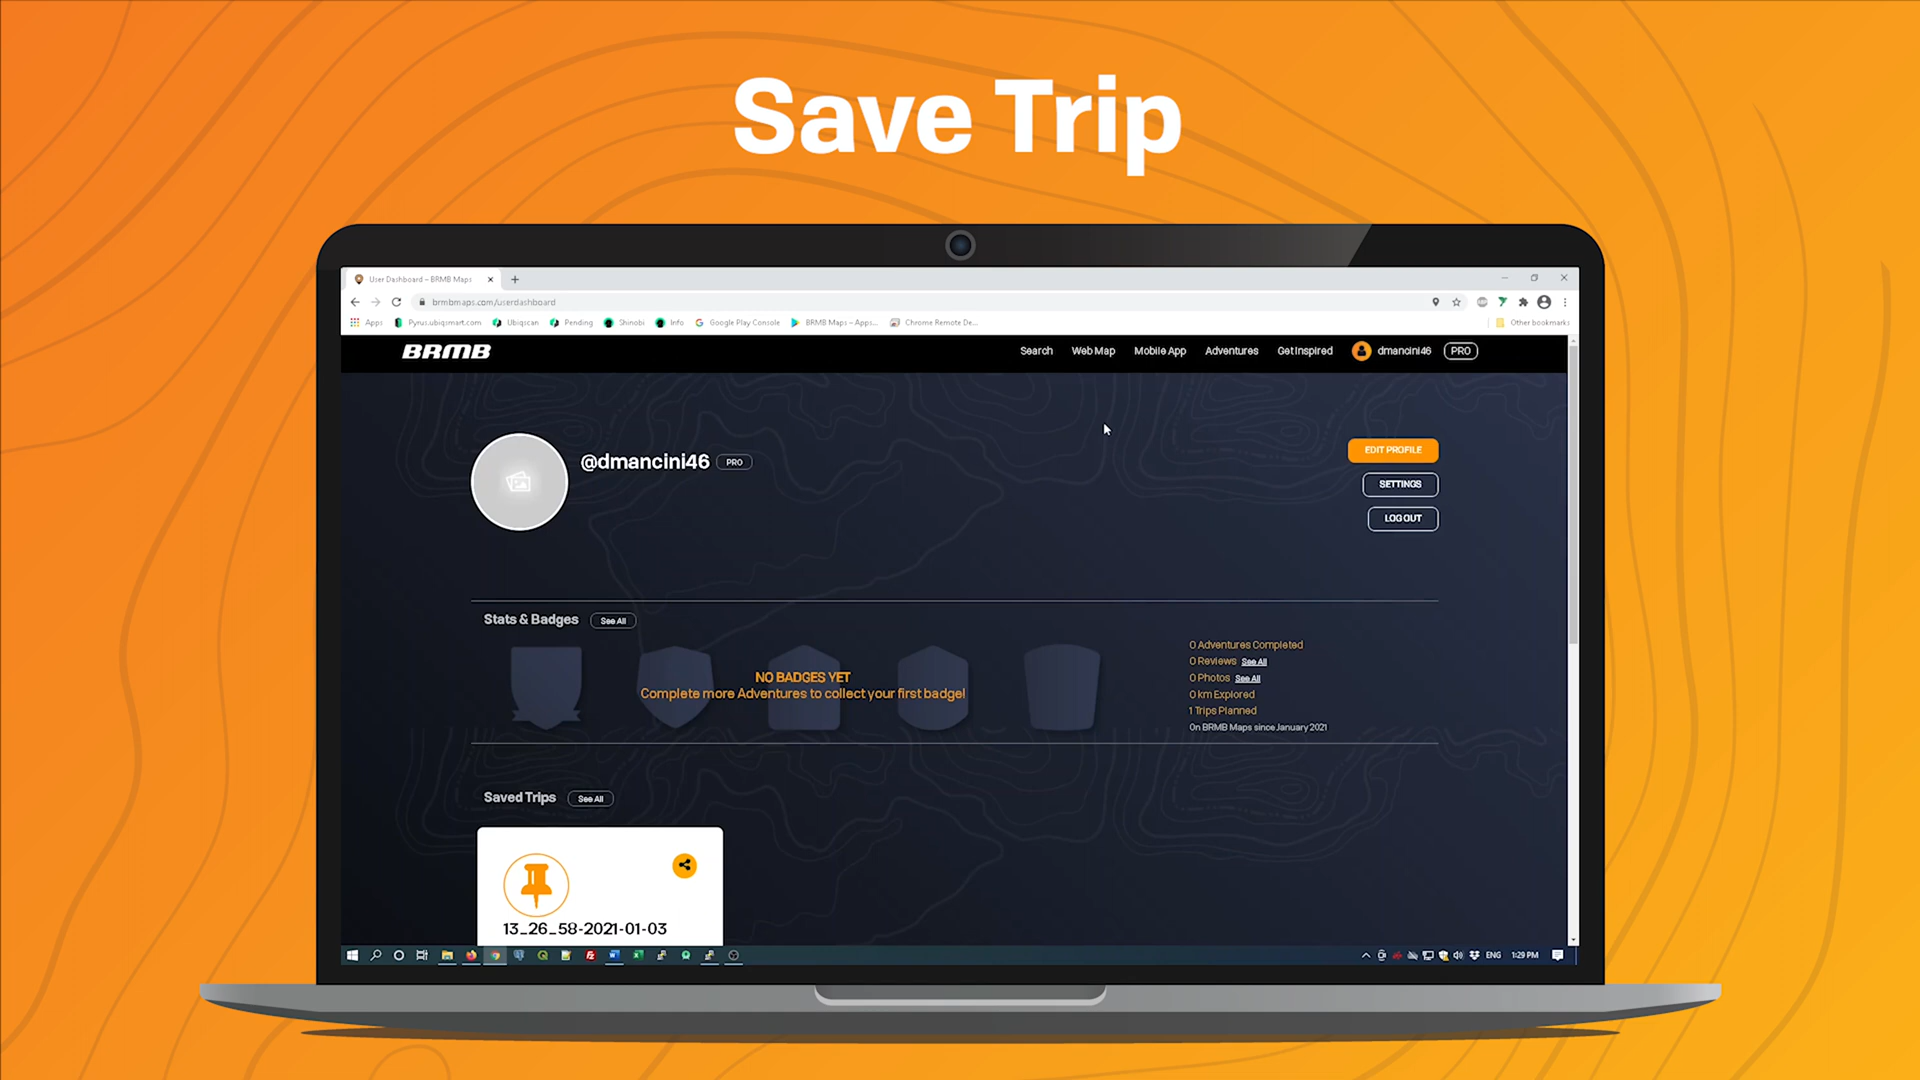 Save Trip
User Dashboard – BRMB Maps
brmbmaps.com/userdashboard
Apps Pyrus.ubiqsmart.com Ubiqscan Pending Shinobi Info Google Play Console BRMB Maps – Apps... Chrome Remote De... Other bookmarks
BRMB Search Web Map Mobile App Adventures Get Inspired dmancini46 PRO
@dmancini46 PRO
EDIT PROFILE
SETTINGS
LOG OUT
Stats & Badges See All
NO BADGES YET
Complete more Adventures to collect your first badge!
0 Adventures Completed
0 Reviews See All
0 Photos See All
0 km Explored
1 Trips Planned
On BRMB Maps since January 2021
Saved Trips See All
13_26_58-2021-01-03
ENG 1:29 PM